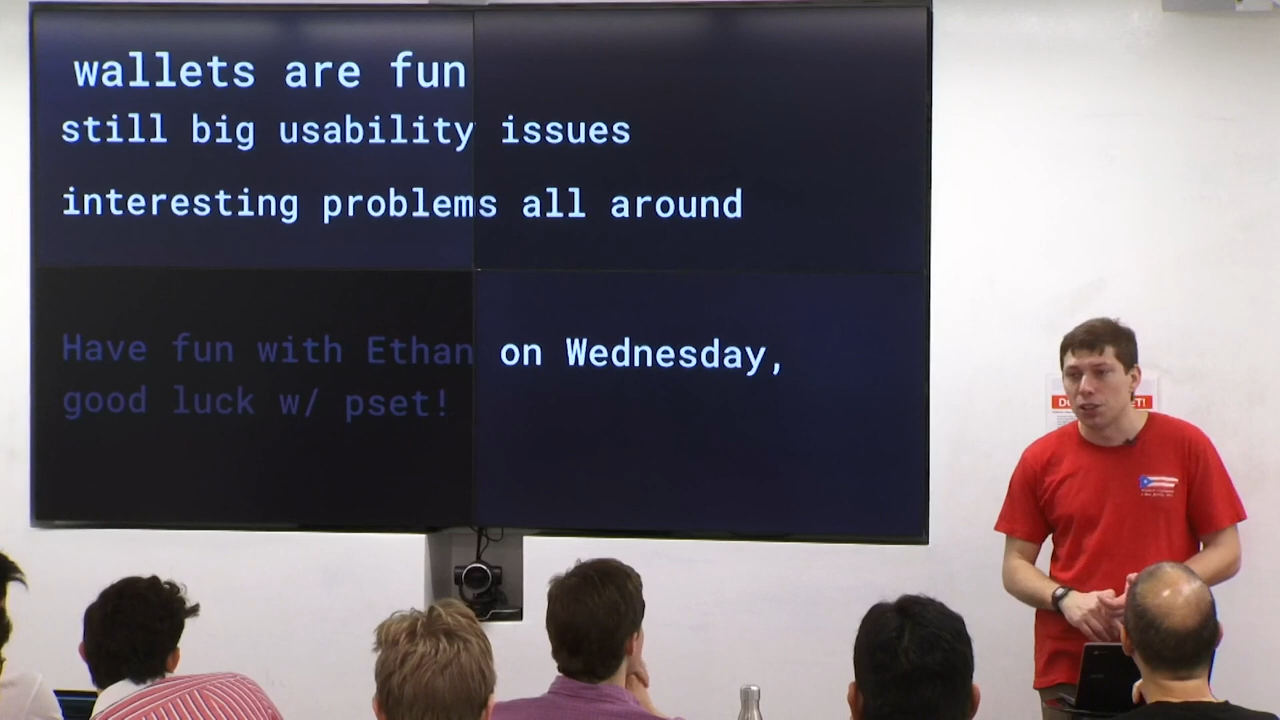 wallets are fun
still big usability issues
interesting problems all around
Have fun with Ethan on Wednesday,
good luck w/ pset!